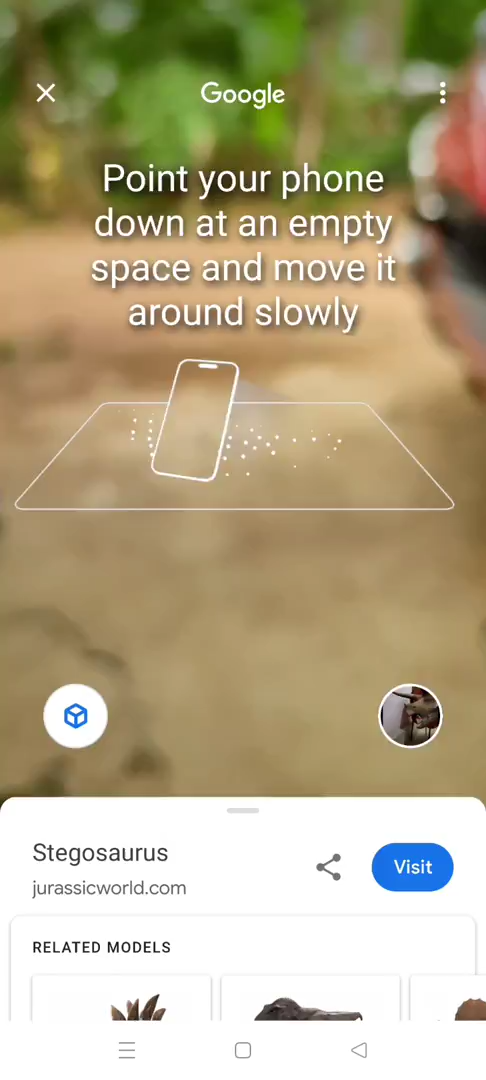 Google
Point your phone
down at an empty
space and move it
around slowly
Stegosaurus
Visit
jurassicworld.com
RELATED MODELS